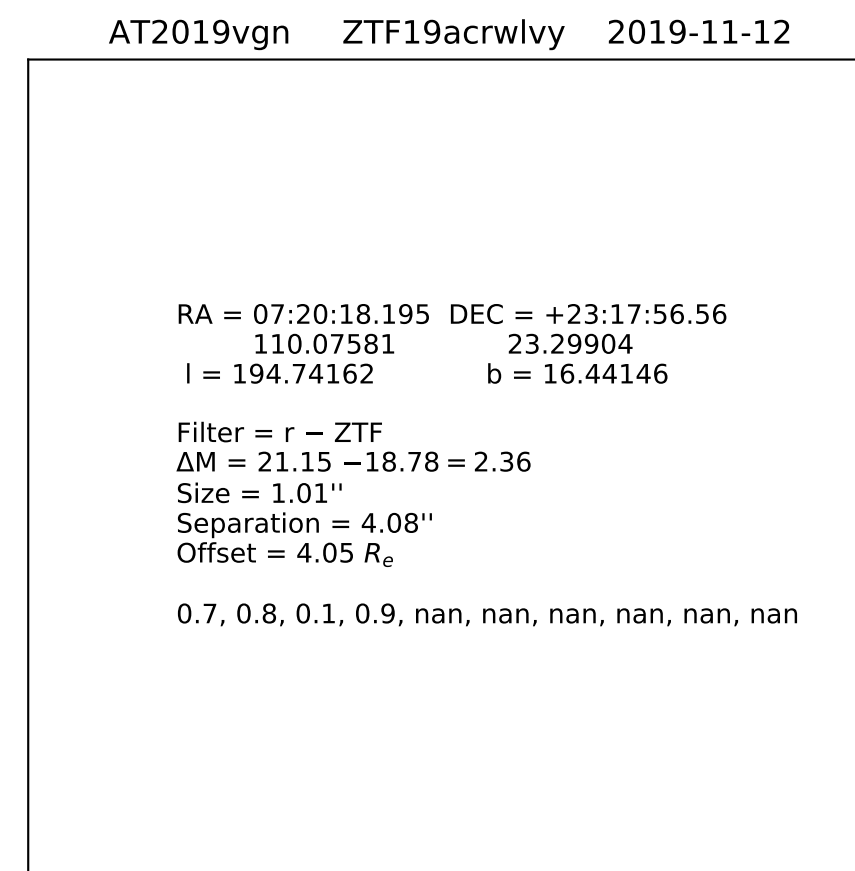 AT2019vgn ZTF19acrwlvy 2019-11-12
RA = 07:20:18.195 DEC = +23:17:56.56
110.07581 23.29904
l = 194.74162 b = 16.44146
Filter = r − ZTF
ΔM = 21.15 −18.78 = 2.36
Size = 1.01''
Separation = 4.08''
Offset = 4.05 Re
0.7, 0.8, 0.1, 0.9, nan, nan, nan, nan, nan, nan